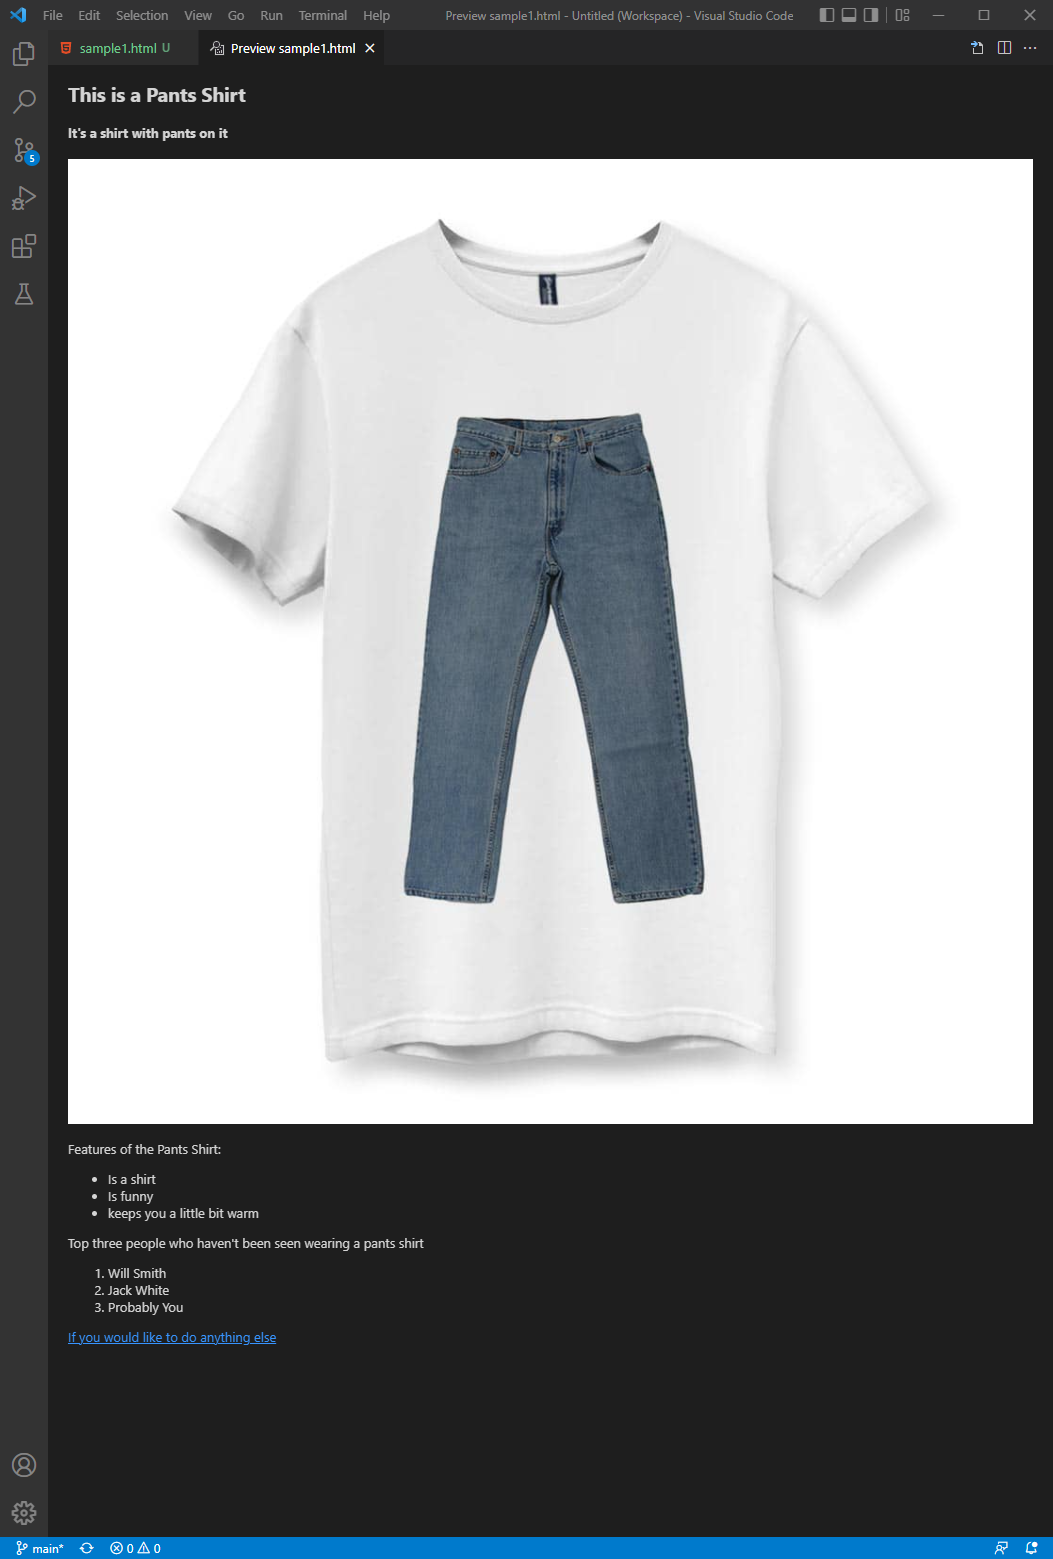 File Edit Selection View Go Run Terminal Help Preview sample1.html - Untitled (Workspace) - Visual Studio Code
sample1.html U Preview sample1.html
This is a Pants Shirt
It's a shirt with pants on it
5
Features of the Pants Shirt:
• Is a shirt
• Is funny
• keeps you a little bit warm
Top three people who haven't been seen wearing a pants shirt
1. Will Smith
2. Jack White
3. Probably You
If you would like to do anything else
main* 0 0